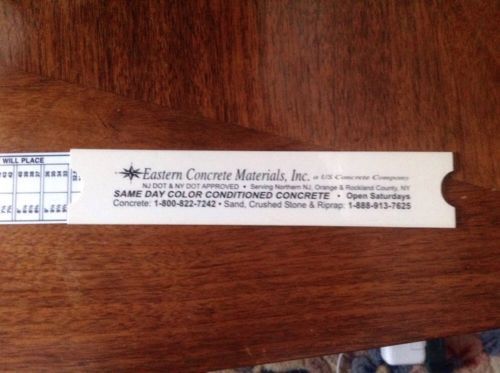 WILL PLACE
Eastern Concrete Materials, Inc. a US Concrete Company
NJ DOT & NY DOT APPROVED • Serving Northern NJ, Orange & Rockland County, NY
SAME DAY COLOR CONDITIONED CONCRETE • Open Saturdays
Concrete: 1-800-822-7242 • Sand, Crushed Stone & Riprap: 1-888-913-7625